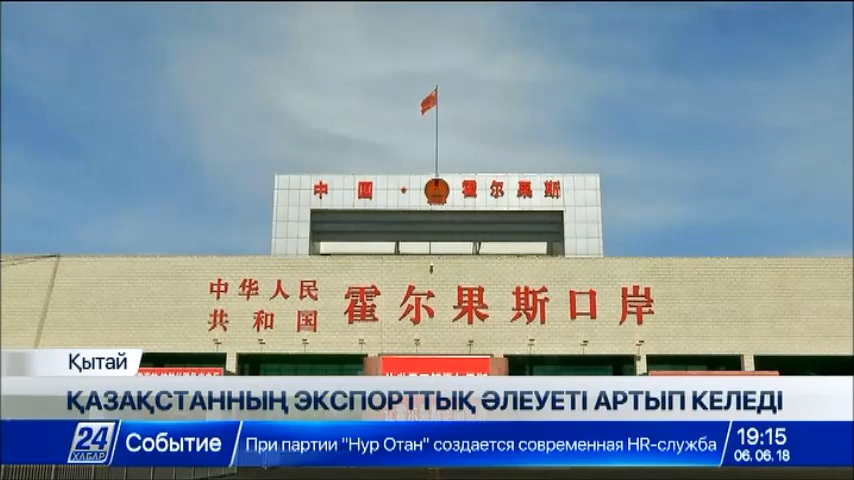 中国·霍尔果斯
中华人民
共和国
霍尔果斯口岸
Қытай
ҚАЗАҚСТАННЫҢ ЭКСПОРТТЫҚ ӘЛЕУЕТІ АРТЫП КЕЛЕДІ
24
ХАБАР
Событие
При партии "Нур Отан" создается современная HR-служба
19:15
06. 06. 18